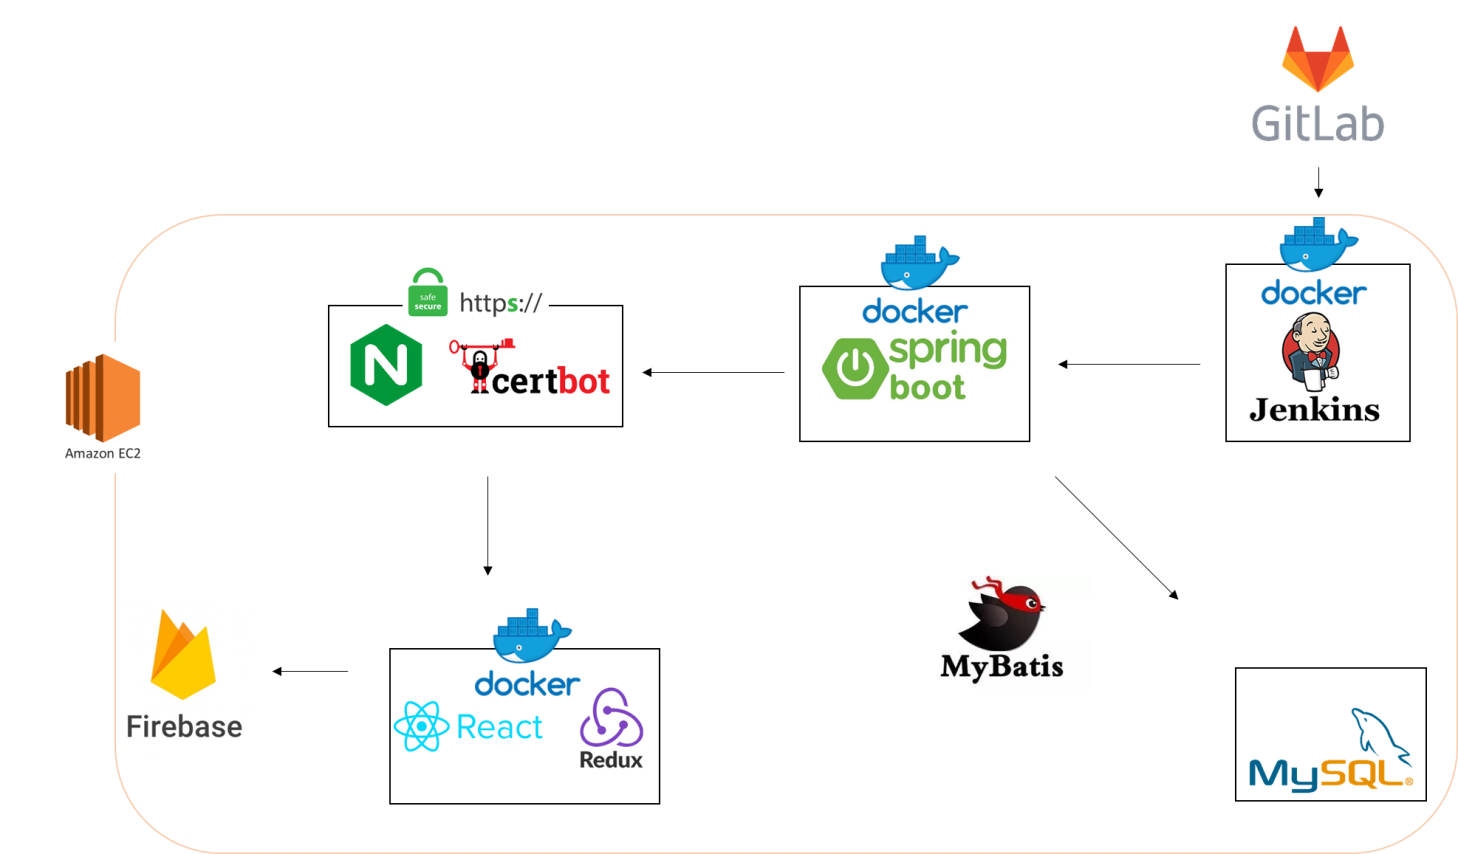 GitLab
docker
Jenkins
docker
spring
boot
safe
secure
https://
N
certbot
Amazon EC2
Firebase
docker
React
Redux
MyBatis
MySQL®